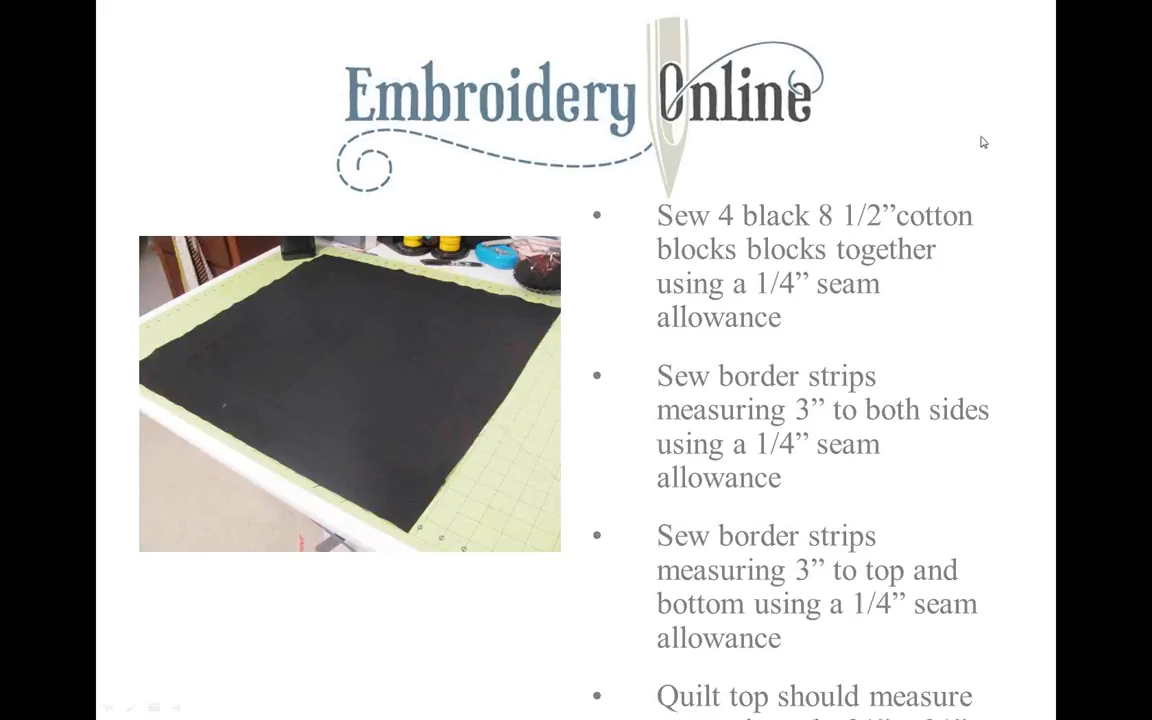 Embroidery Online
Sew 4 black 8 1/2”cotton
blocks blocks together
using a 1/4” seam
allowance
Sew border strips
measuring 3” to both sides
using a 1/4” seam
allowance
Sew border strips
measuring 3” to top and
bottom using a 1/4” seam
allowance
Quilt top should measure